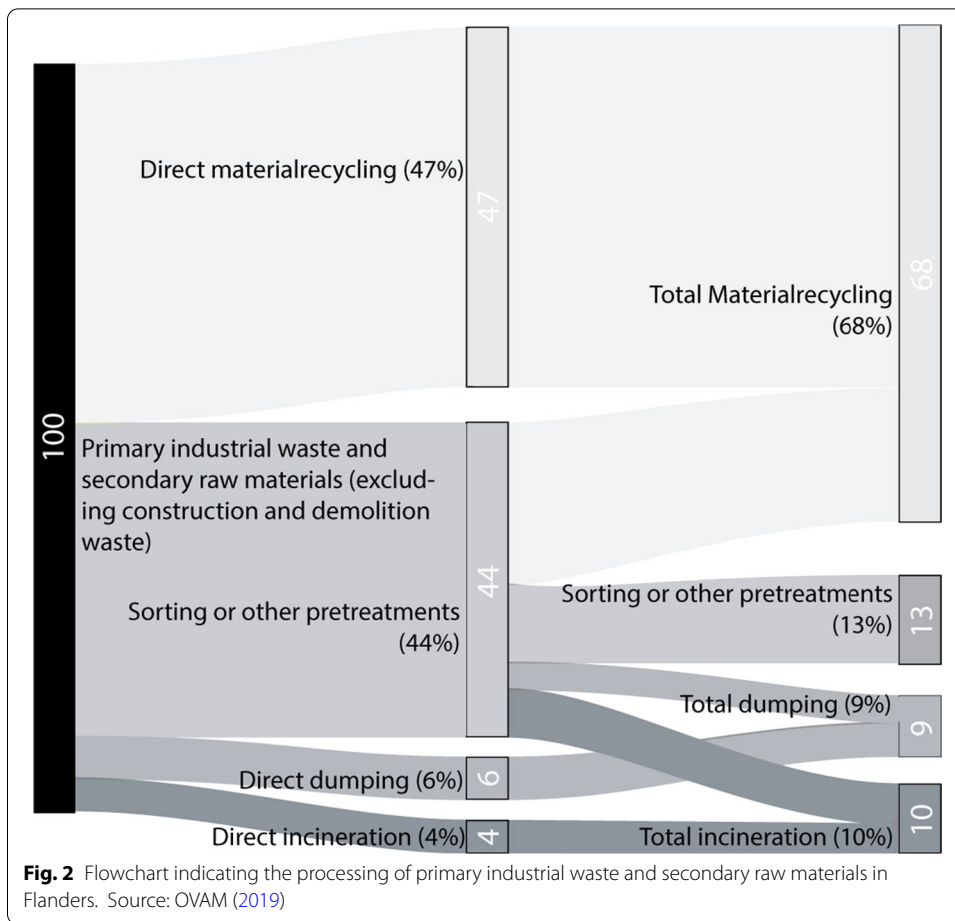 100
Direct materialrecycling (47%)
47
Total Materialrecycling
(68%)
68
Primary industrial waste and
secondary raw materials (exclud-
ing construction and demolition
waste)
Sorting or other pretreatments
(44%)
44
Sorting or other pretreatments
(13%)
13
Total dumping (9%)
9
Direct dumping (6%)
6
Direct incineration (4%)
4
Total incineration (10%)
10
Fig. 2 Flowchart indicating the processing of primary industrial waste and secondary raw materials in
Flanders. Source: OVAM (2019)